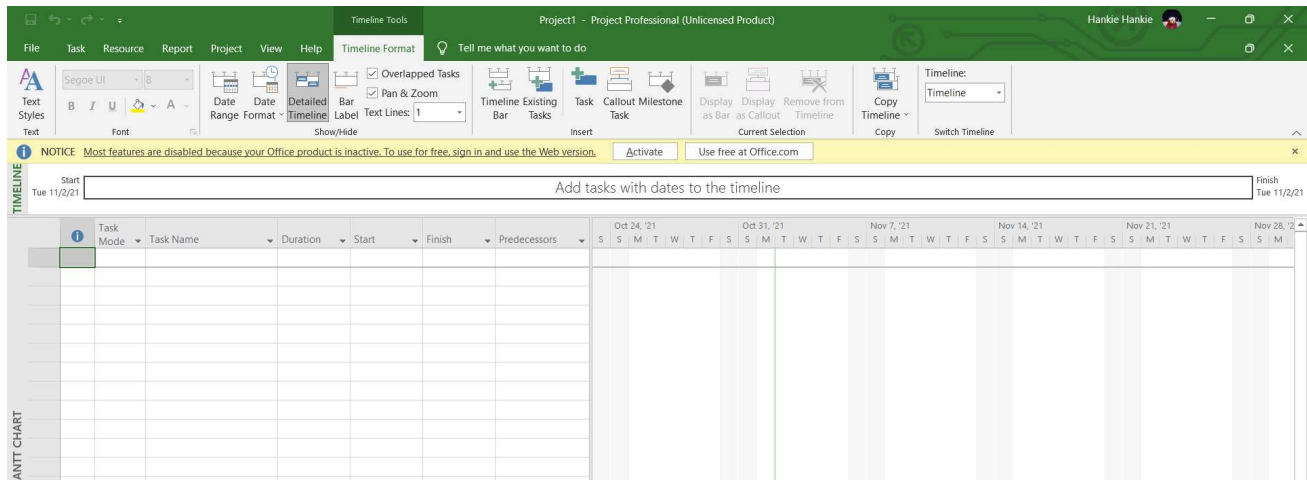 Timeline Tools
Project1 - Project Professional (Unlicensed Product)
Hankie Hankie
File Task Resource Report Project View Help Timeline Format Tell me what you want to do
Text Styles
Segoe UI 8
B I U A
Date Range
Date Format
Detailed Timeline
Bar Label
Overlapped Tasks
Pan & Zoom
Text Lines: 1
Timeline Bar
Existing Tasks
Task
Callout Task
Milestone
Display as Bar
Display as Callout
Remove from Timeline
Copy Timeline
Timeline:
Timeline
Text Font Show/Hide Insert Current Selection Copy Switch Timeline
NOTICE Most features are disabled because your Office product is inactive. To use for free, sign in and use the Web version. Activate Use free at Office.com
TIMELINE
Start
Tue 11/2/21
Add tasks with dates to the timeline
Finish
Tue 11/2/21
Task Mode Task Name Duration Start Finish Predecessors
Oct 24, '21 Oct 31, '21 Nov 7, '21 Nov 14, '21 Nov 21, '21 Nov 28, '2
S S M T W T F S S M T W T F S S M T W T F S S M T W T F S S M T W T F S S M
ANTT CHART